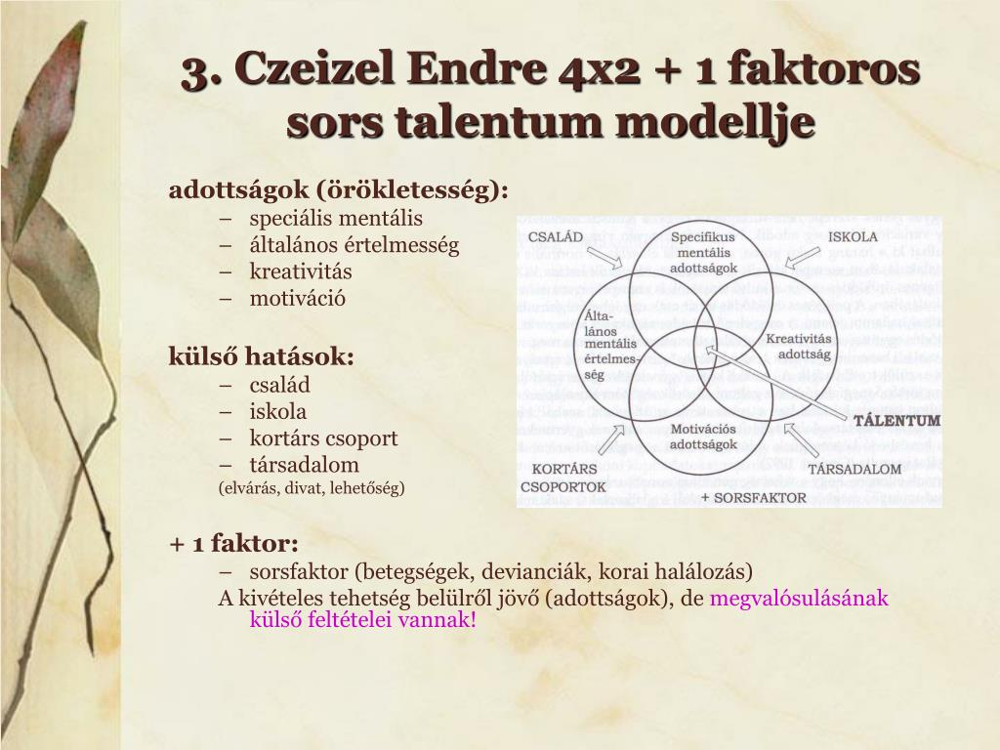 3. Czeizel Endre 4x2 + 1 faktoros
sors talentum modellje
adottságok (örökletesség):
– speciális mentális
– általános értelmesség
– kreativitás
– motiváció
külső hatások:
– család
– iskola
– kortárs csoport
– társadalom
(elvárás, divat, lehetőség)
+ 1 faktor:
– sorsfaktor (betegségek, devianciák, korai halálozás)
A kivételes tehetség belülről jövő (adottságok), de megvalósulásának
külső feltételei vannak!
CSALÁD
Specifikus
mentális
adottságok
ISKOLA
Álta-
lános
mentális
értelmes-
ség
Kreativitás
adottság
TÁLENTUM
Motivációs
adottságok
KORTÁRS
CSOPORTOK
TÁRSADALOM
+ SORSFAKTOR